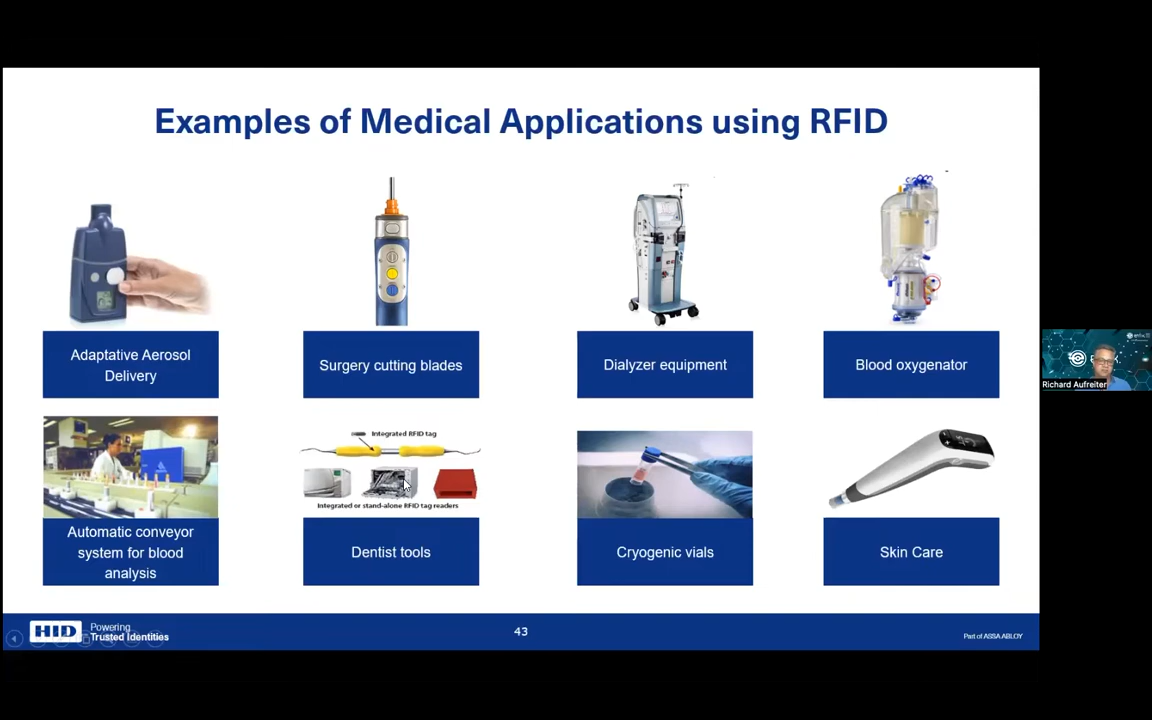 Examples of Medical Applications using RFID
Adaptative Aerosol
Delivery
Surgery cutting blades
Dialyzer equipment
Blood oxygenator
Integrated RFID tag
Integrated or stand-alone RFID tag readers
Automatic conveyor
system for blood
analysis
Dentist tools
Cryogenic vials
Skin Care
HID
Powering
Trusted Identities
43
Part of ASSA ABLOY
Richard Aufreiter